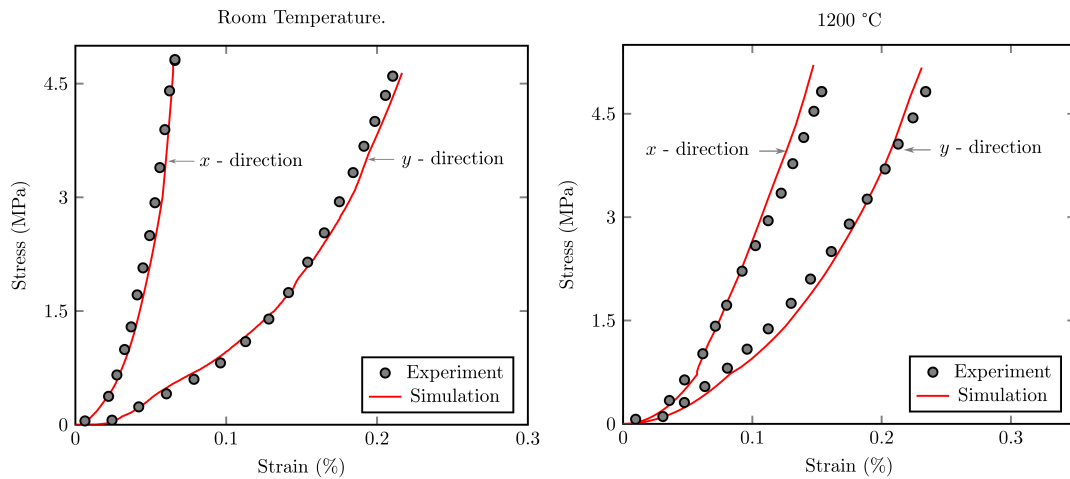 Room Temperature.
4.5
3
1.5
0
0.1
0.2
0.3
Stress (MPa)
Strain (%)
x - direction
y - direction
Experiment
Simulation
1200 °C
4.5
3
1.5
0
0
0.1
0.2
0.3
Stress (MPa)
Strain (%)
x - direction
y - direction
Experiment
Simulation